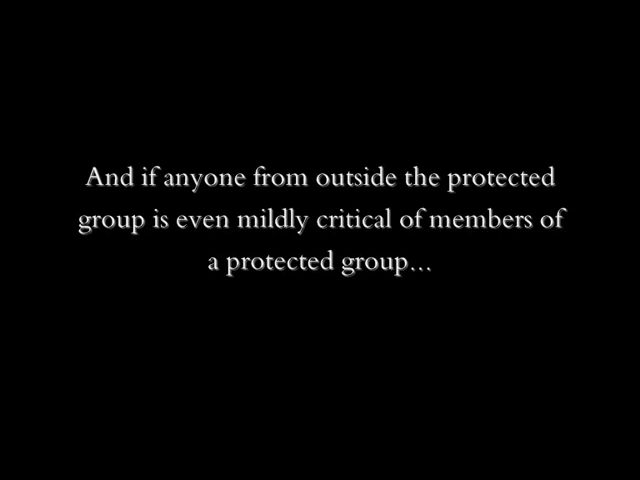 And if anyone from outside the protected
group is even mildly critical of members of
a protected group...